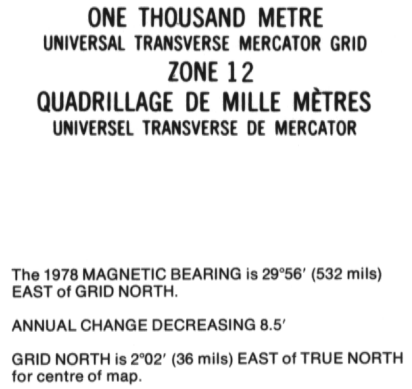 ONE THOUSAND METRE
UNIVERSAL TRANSVERSE MERCATOR GRID
ZONE 12
QUADRILLAGE DE MILLE MÈTRES
UNIVERSEL TRANSVERSE DE MERCATOR
The 1978 MAGNETIC BEARING is 29°56′ (532 mils)
EAST of GRID NORTH.
ANNUAL CHANGE DECREASING 8.5′
GRID NORTH is 2°02′ (36 mils) EAST of TRUE NORTH
for centre of map.